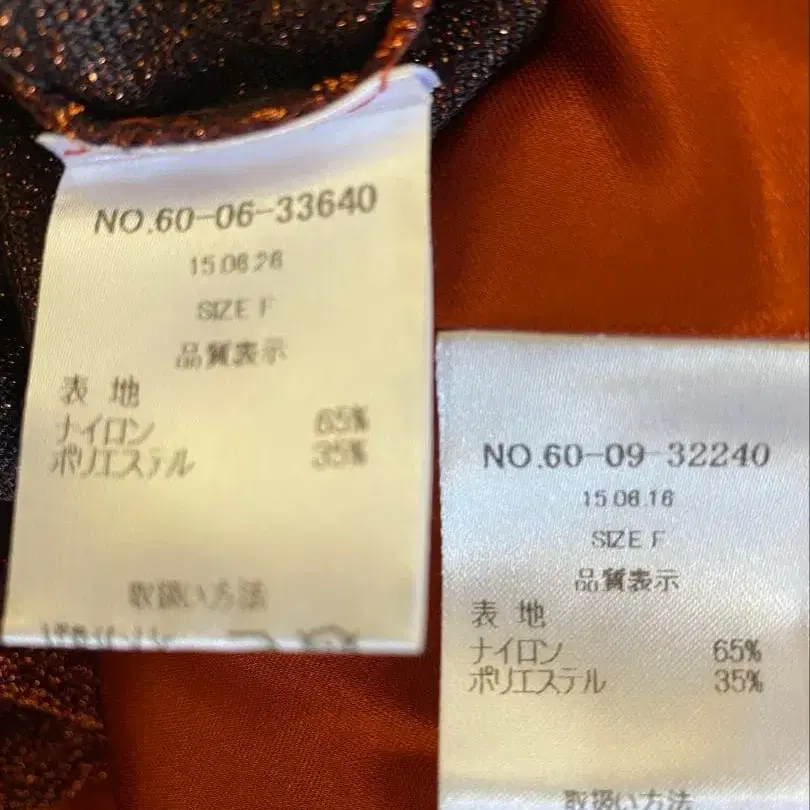 NO.60-06-33640
15.06.26
SIZE F
品質表示
表 地
ナイロン 65%
ポリエステル 35%
取扱い方法
NO.60-09-32240
15.06.16
SIZE F
品質表示
表 地
ナイロン 65%
ポリエステル 35%
取扱い方法